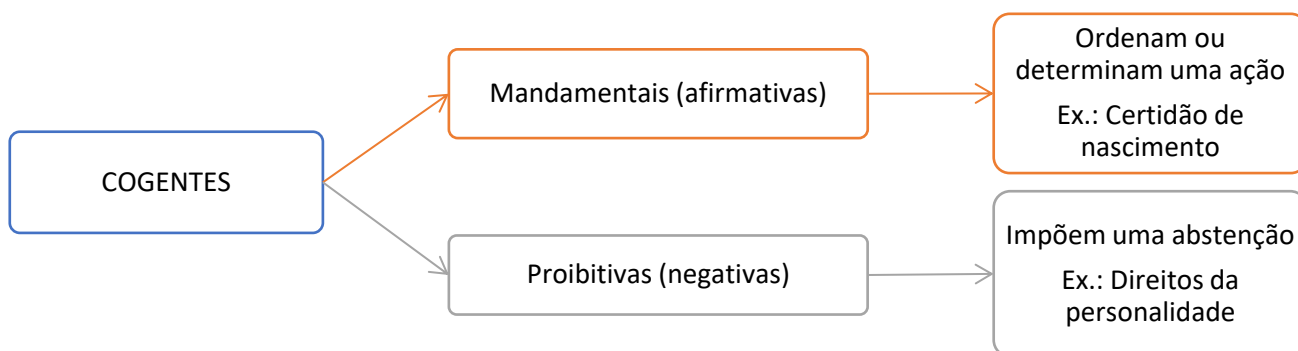 COGENTES
Mandamentais (afirmativas)
Ordenam ou
determinam uma ação
Ex.: Certidão de
nascimento
Proibitivas (negativas)
Impõem uma abstenção
Ex.: Direitos da
personalidade